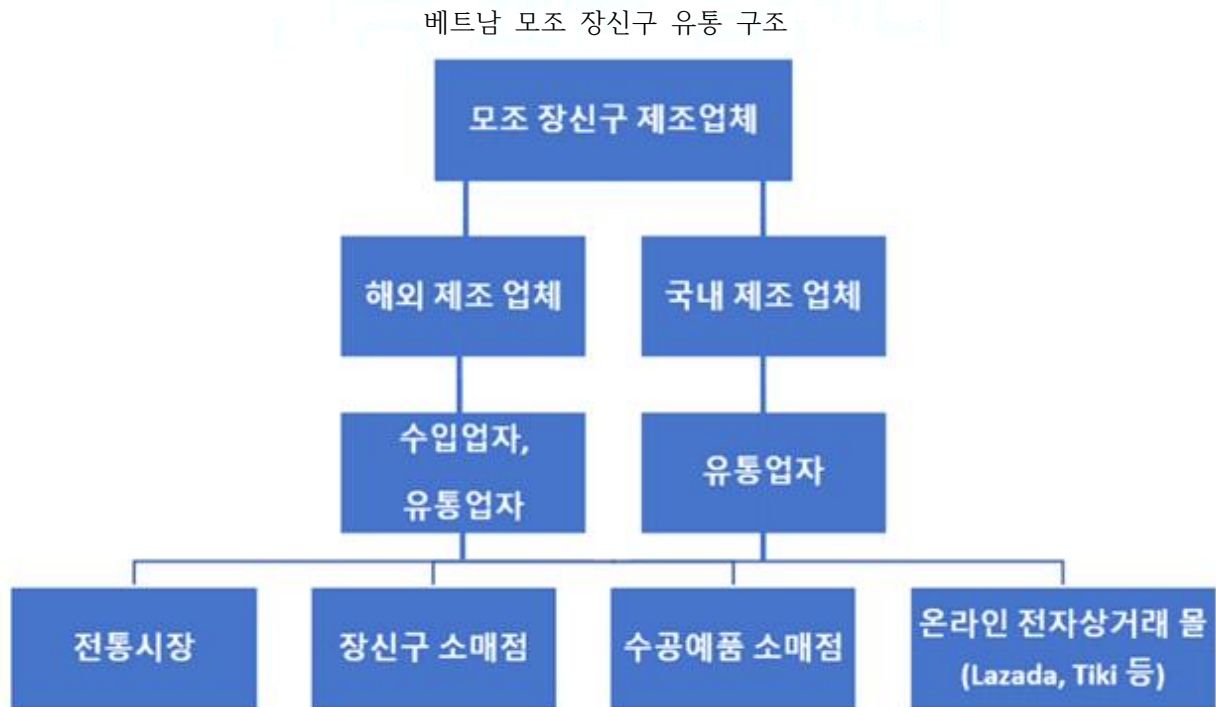 베트남 모조 장신구 유통 구조
모조 장신구 제조업체
해외 제조 업체
국내 제조 업체
수입업자,
유통업자
유통업자
전통시장
장신구 소매점
수공예품 소매점
온라인 전자상거래 몰
(Lazada, Tiki 등)